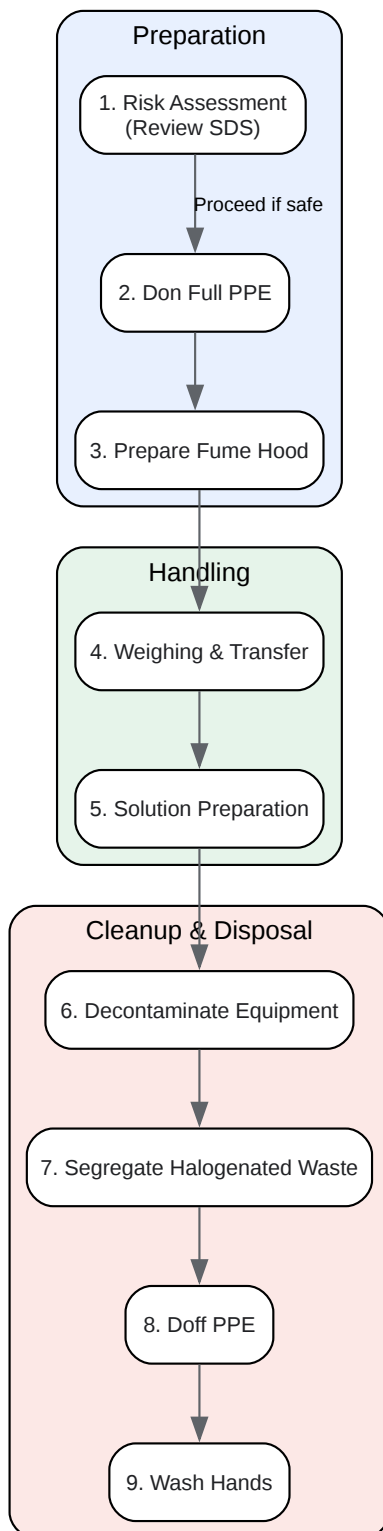 Preparation
1. Risk Assessment
(Review SDS)
Proceed if safe
2. Don Full PPE
3. Prepare Fume Hood
Handling
4. Weighing & Transfer
5. Solution Preparation
Cleanup & Disposal
6. Decontaminate Equipment
7. Segregate Halogenated Waste
8. Doff PPE
9. Wash Hands